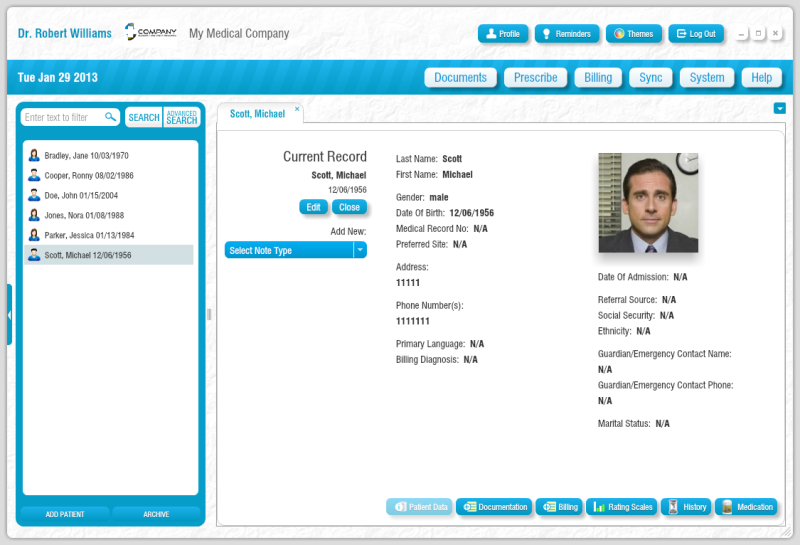 Dr. Robert Williams
COMPANY
My Medical Company
Profile
Reminders
Themes
Log Out
Tue Jan 29 2013
Documents
Prescribe
Billing
Sync
System
Help
Enter text to filter
SEARCH
ADVANCED
SEARCH
Bradley, Jane 10/03/1970
Cooper, Ronny 08/02/1986
Doe, John 01/15/2004
Jones, Nora 01/08/1988
Parker, Jessica 01/13/1984
Scott, Michael 12/06/1956
ADD PATIENT
ARCHIVE
Scott, Michael
Current Record
Scott, Michael
12/06/1956
Edit
Close
Add New:
Select Note Type
Last Name: Scott
First Name: Michael
Gender: male
Date Of Birth: 12/06/1956
Medical Record No: N/A
Preferred Site: N/A
Address:
11111
Phone Number(s):
1111111
Primary Language: N/A
Billing Diagnosis: N/A
Date Of Admission: N/A
Referral Source: N/A
Social Security: N/A
Ethnicity: N/A
Guardian/Emergency Contact Name:
N/A
Guardian/Emergency Contact Phone:
N/A
Marital Status: N/A
Patient Data
Documentation
Billing
Rating Scales
History
Medication